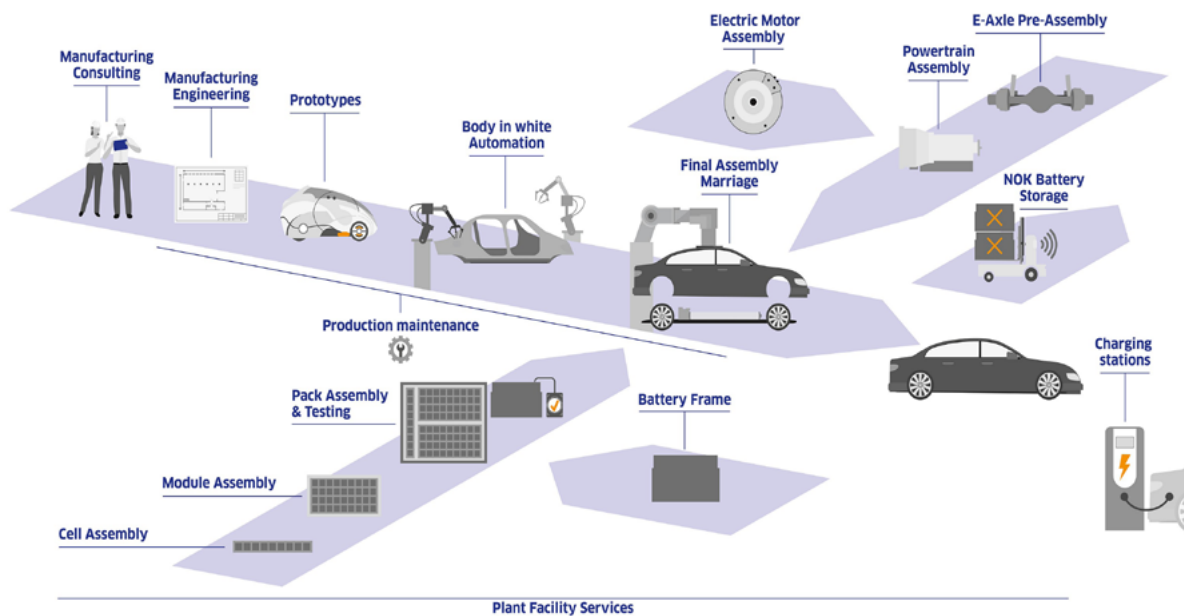 Manufacturing
Consulting
Manufacturing
Engineering
Prototypes
Body in white
Automation
Electric Motor
Assembly
Final Assembly
Marriage
Powertrain
Assembly
E-Axle Pre-Assembly
NOK Battery
Storage
Production maintenance
Charging
stations
Pack Assembly
& Testing
Battery Frame
Module Assembly
Cell Assembly
Plant Facility Services